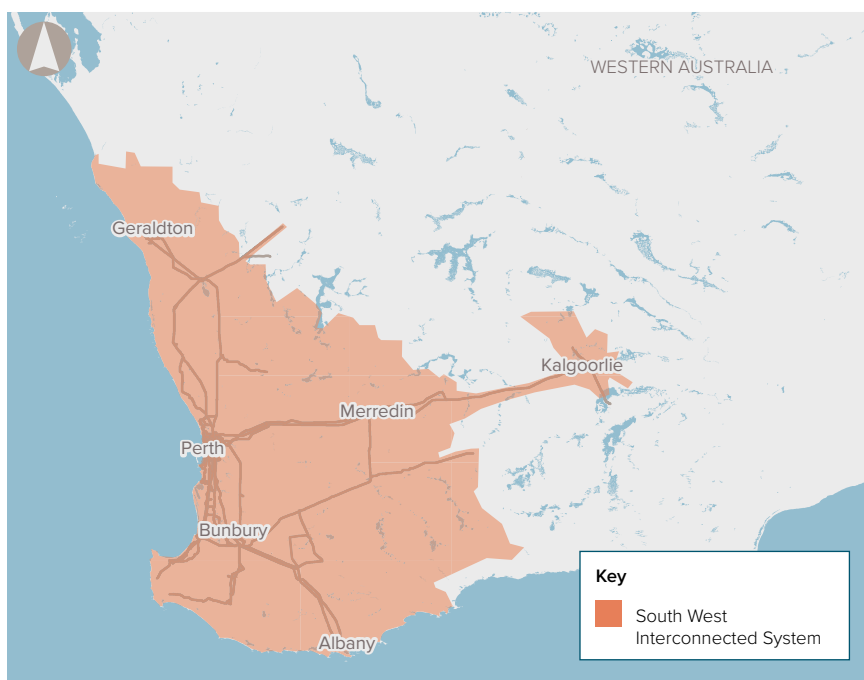 WESTERN AUSTRALIA
Geraldton
Kalgoorlie
Merredin
Perth
Bunbury
Albany
Key
South West
Interconnected System